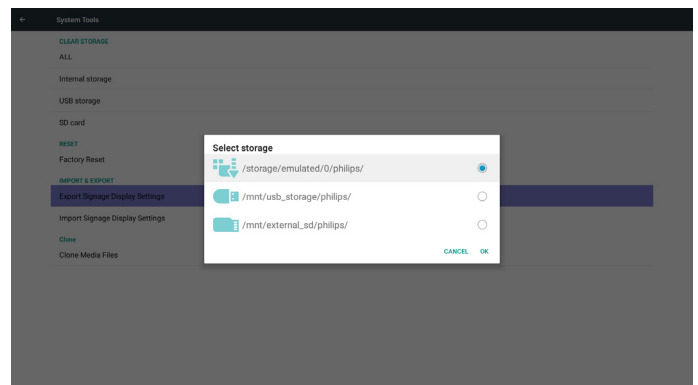 System Tools
CLEAR STORAGE
ALL
Internal storage
USB storage
SD card
RESET
Factory Reset
IMPORT & EXPORT
Export Signage Display Settings
Import Signage Display Settings
Clone
Clone Media Files
Select storage
/storage/emulated/0/philips/
/mnt/usb_storage/philips/
/mnt/external_sd/philips/
CANCEL OK